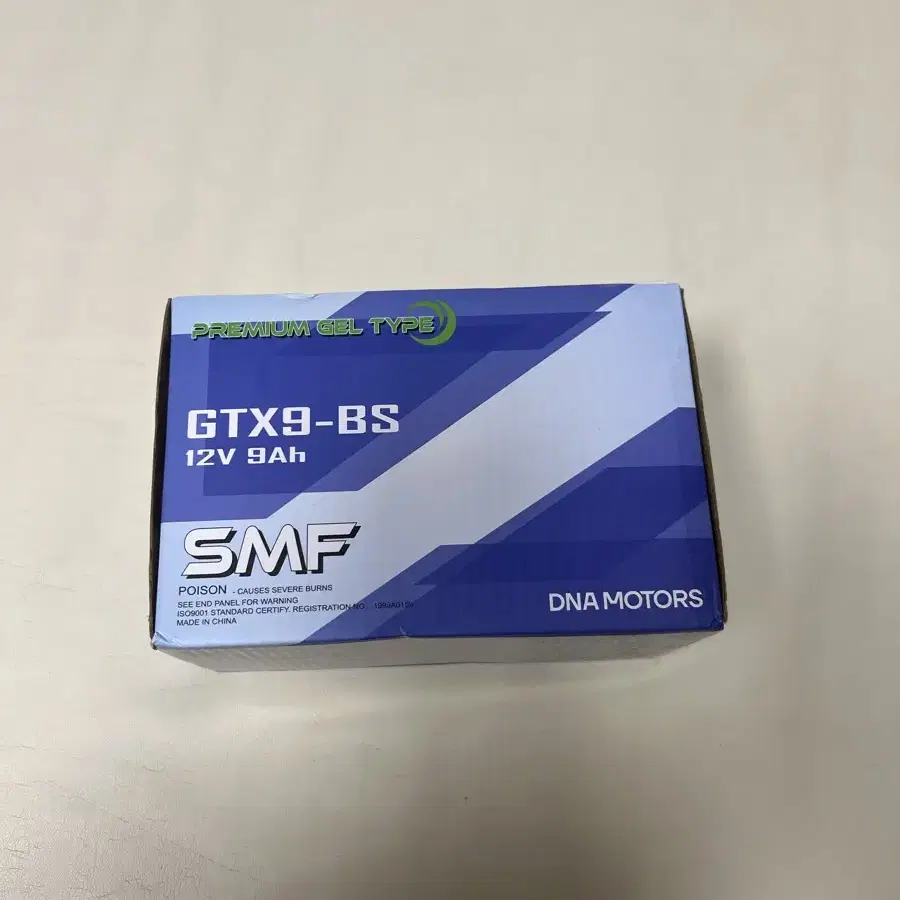 PREMIUM GEL TYPE
GTX9-BS
12V 9Ah
SMF
POISON - CAUSES SEVERE BURNS
SEE END PANEL FOR WARNING
ISO9001 STANDARD CERTIFY. REGISTRATION NO.
MADE IN CHINA
DNA MOTORS